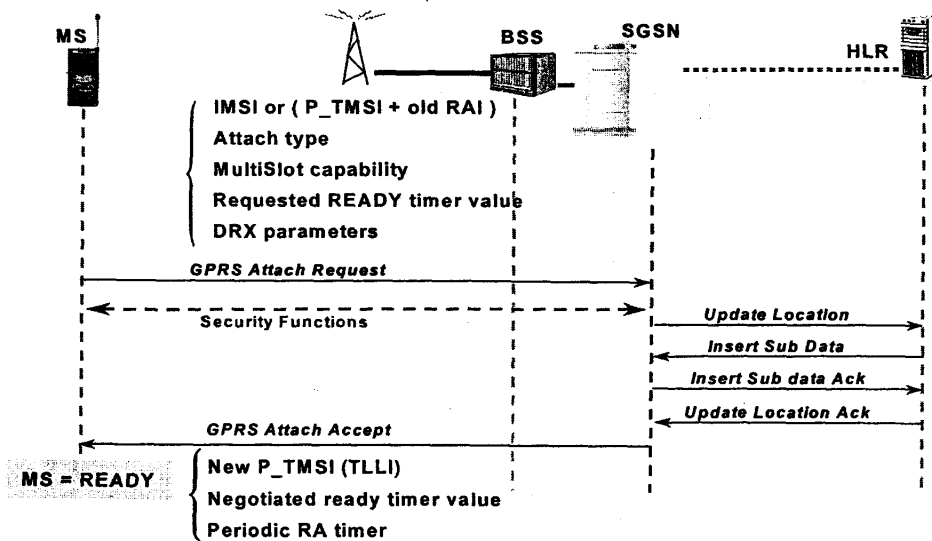 MS
BSS
SGSN
HLR
IMSI or ( P_TMSI + old RAI )
Attach type
MultiSlot capability
Requested READY timer value
DRX parameters
GPRS Attach Request
Security Functions
Update Location
Insert Sub Data
Insert Sub data Ack
Update Location Ack
GPRS Attach Accept
MS = READY
New P_TMSI (TLLI)
Negotiated ready timer value
Periodic RA timer